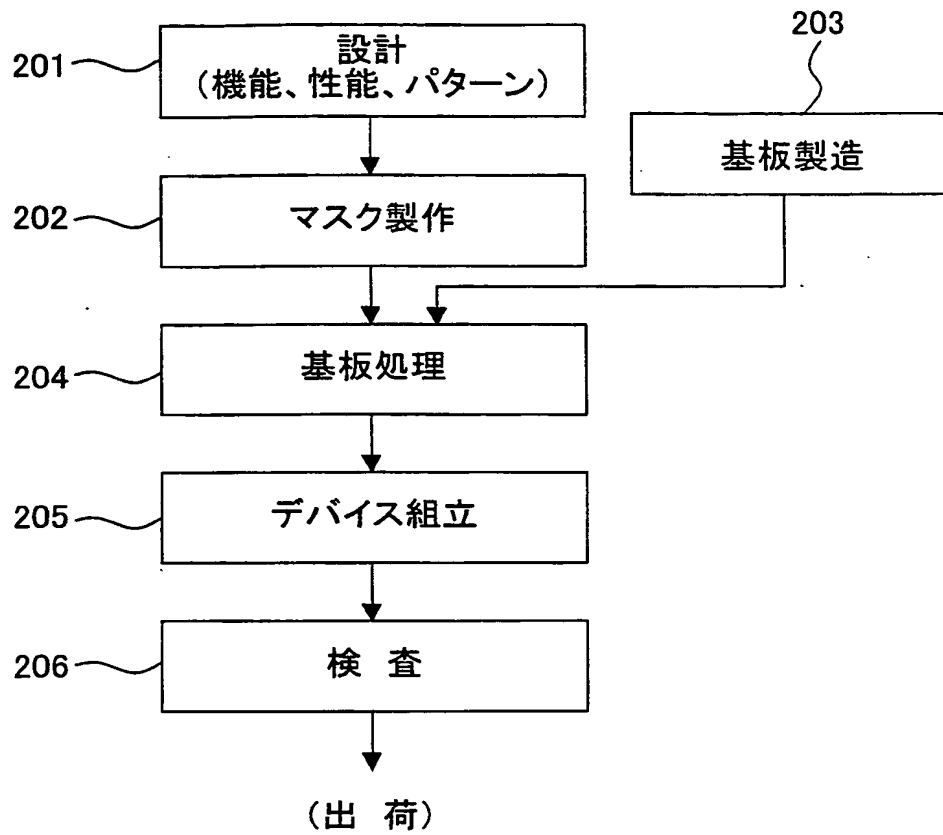 203
201
設計
(機能、性能、パターン)
基板製造
202
マスク製作
204
基板処理
205
デバイス組立
206
検 査
(出 荷)